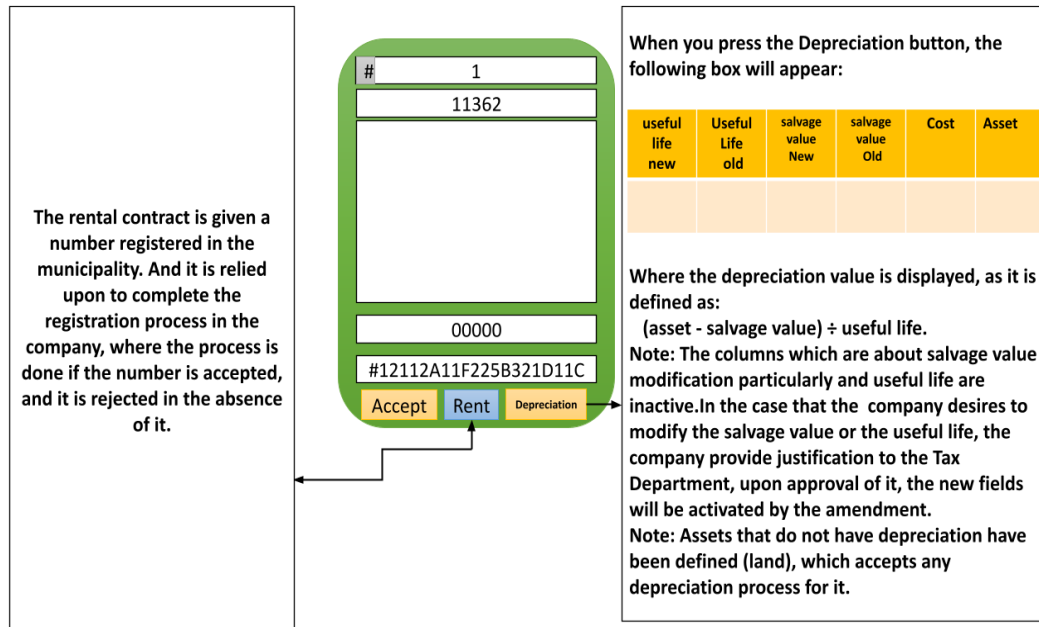 The rental contract is given a
number registered in the
municipality. And it is relied
upon to complete the
registration process in the
company, where the process is
done if the number is accepted,
and it is rejected in the absence
of it.
# 1
11362
00000
#12112A11F225B321D11C
Accept Rent Depreciation
When you press the Depreciation button, the
following box will appear:
useful life new | Useful Life old | salvage value New | salvage value Old | Cost | Asset
Where the depreciation value is displayed, as it is
defined as:
(asset - salvage value) ÷ useful life.
Note: The columns which are about salvage value
modification particularly and useful life are
inactive.In the case that the company desires to
modify the salvage value or the useful life, the
company provide justification to the Tax
Department, upon approval of it, the new fields
will be activated by the amendment.
Note: Assets that do not have depreciation have
been defined (land), which accepts any
depreciation process for it.